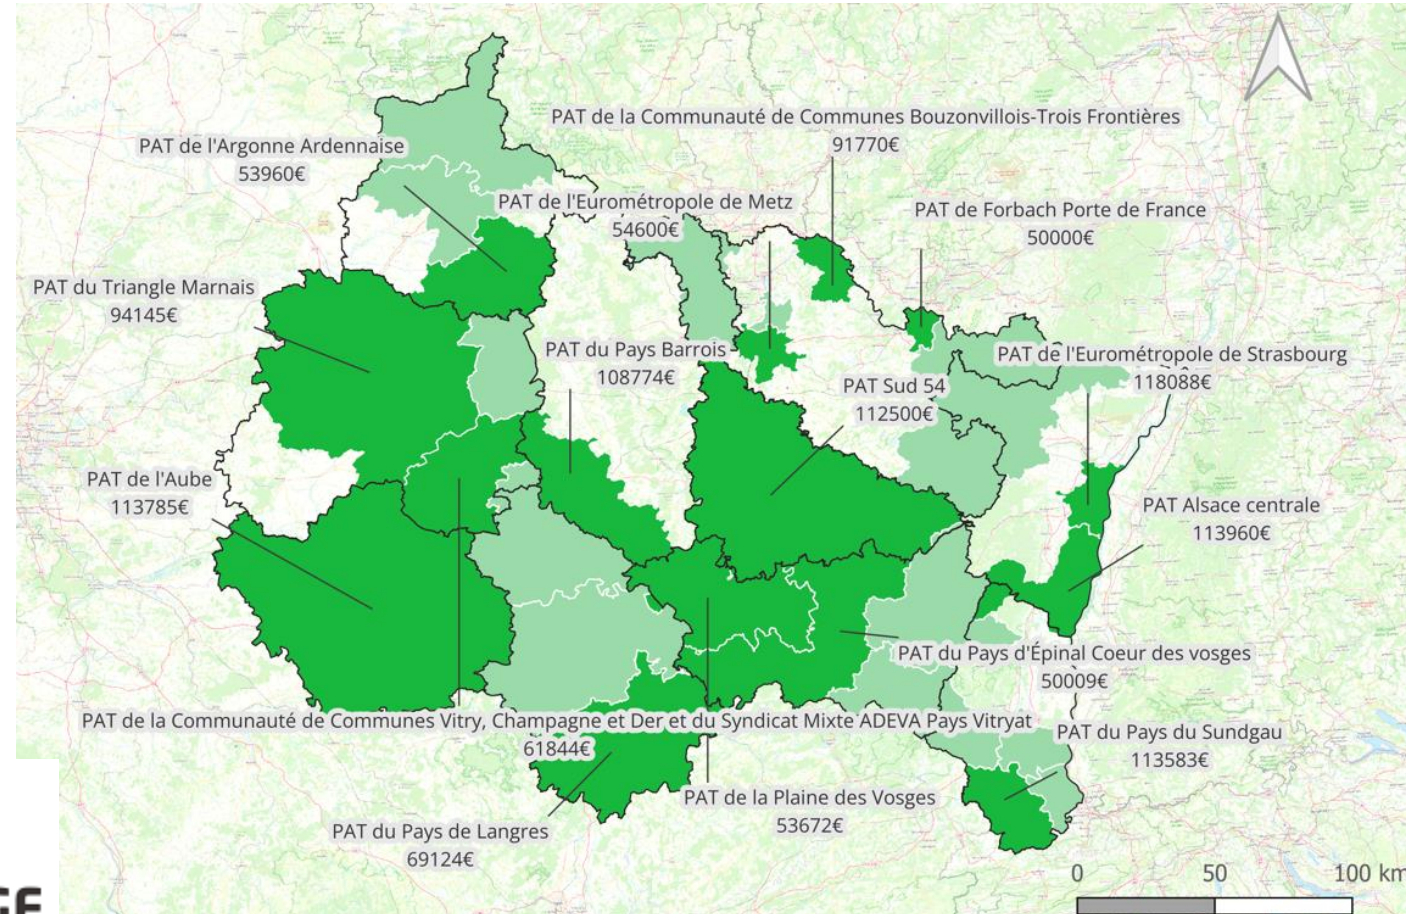 PAT de la Communauté de Communes Bouzonvillois-Trois Frontières
91770€
PAT de l'Argonne Ardennaise
53960€
PAT de l'Eurométropole de Metz
54600€
PAT de Forbach Porte de France
50000€
PAT du Triangle Marnais
94145€
PAT du Pays Barrois
108774€
PAT de l'Eurométropole de Strasbourg
118088€
PAT Sud 54
112500€
PAT de l'Aube
113785€
PAT Alsace centrale
113960€
PAT du Pays d'Épinal Coeur des vosges
50009€
PAT de la Communauté de Communes Vitry, Champagne et Der et du Syndicat Mixte ADEVA Pays Vitryat
61844€
PAT du Pays du Sundgau
113583€
PAT de la Plaine des Vosges
53672€
PAT du Pays de Langres
69124€
0 50 100 km